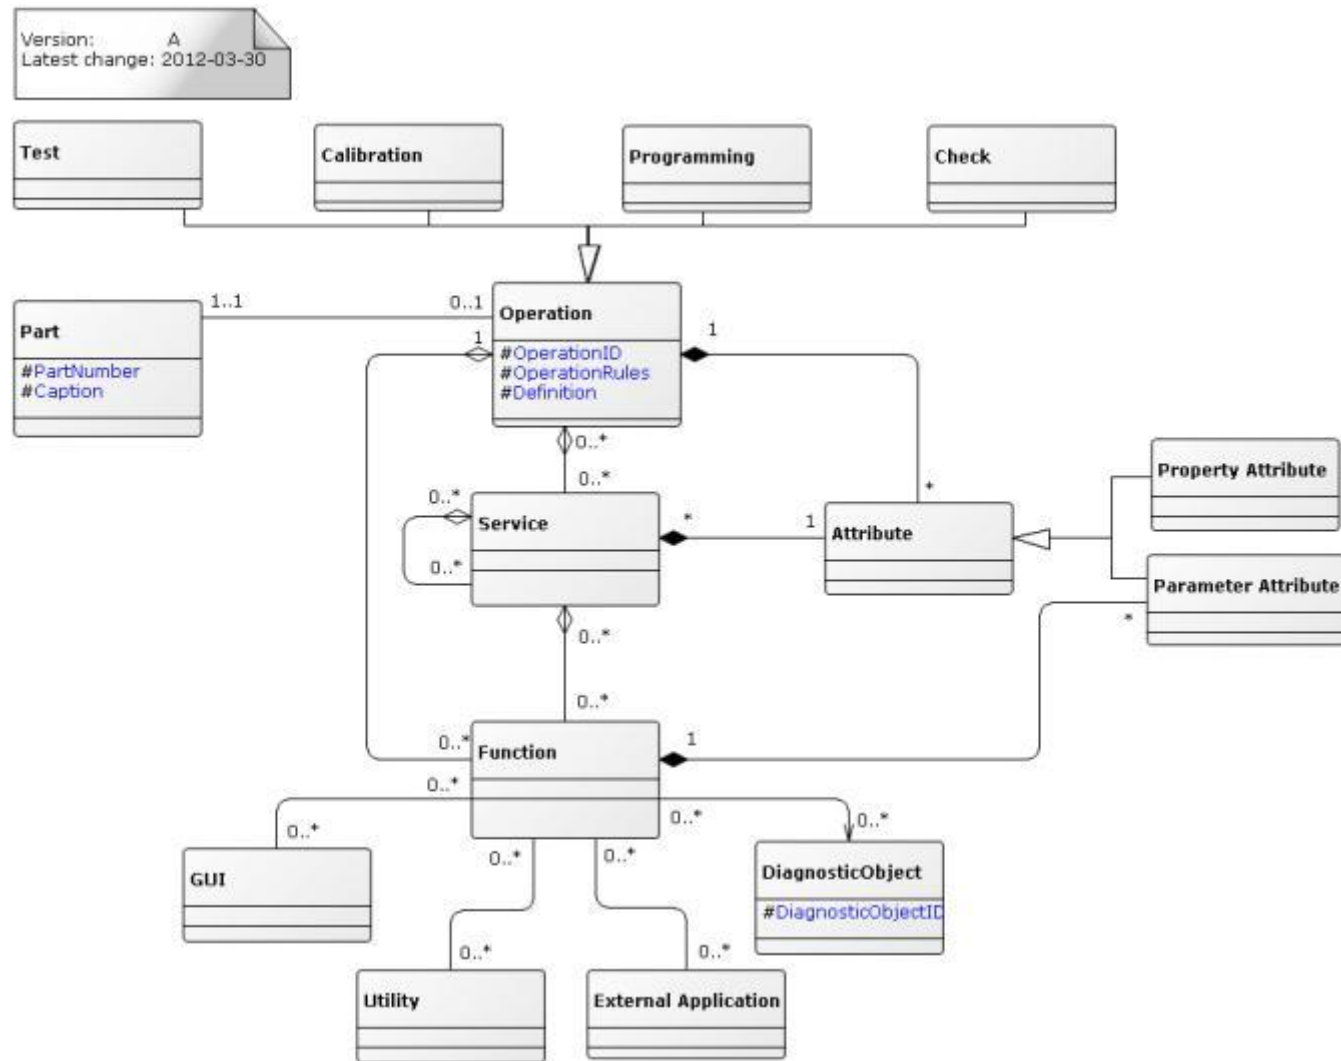 Version: A
Latest change: 2012-03-30
Test
Calibration
Programming
Check
Part
#PartNumber
#Caption
1..1
0..1
Operation
#OperationID
#OperationRules
#Definition
1
1
0..*
0..*
0..*
Service
0..*
*
1
Attribute
*
Property Attribute
Parameter Attribute
*
0..*
0..*
0..*
Function
1
0..*
0..*
0..*
0..*
GUI
0..*
0..*
DiagnosticObject
#DiagnosticObjectID
0..*
0..*
Utility
External Application